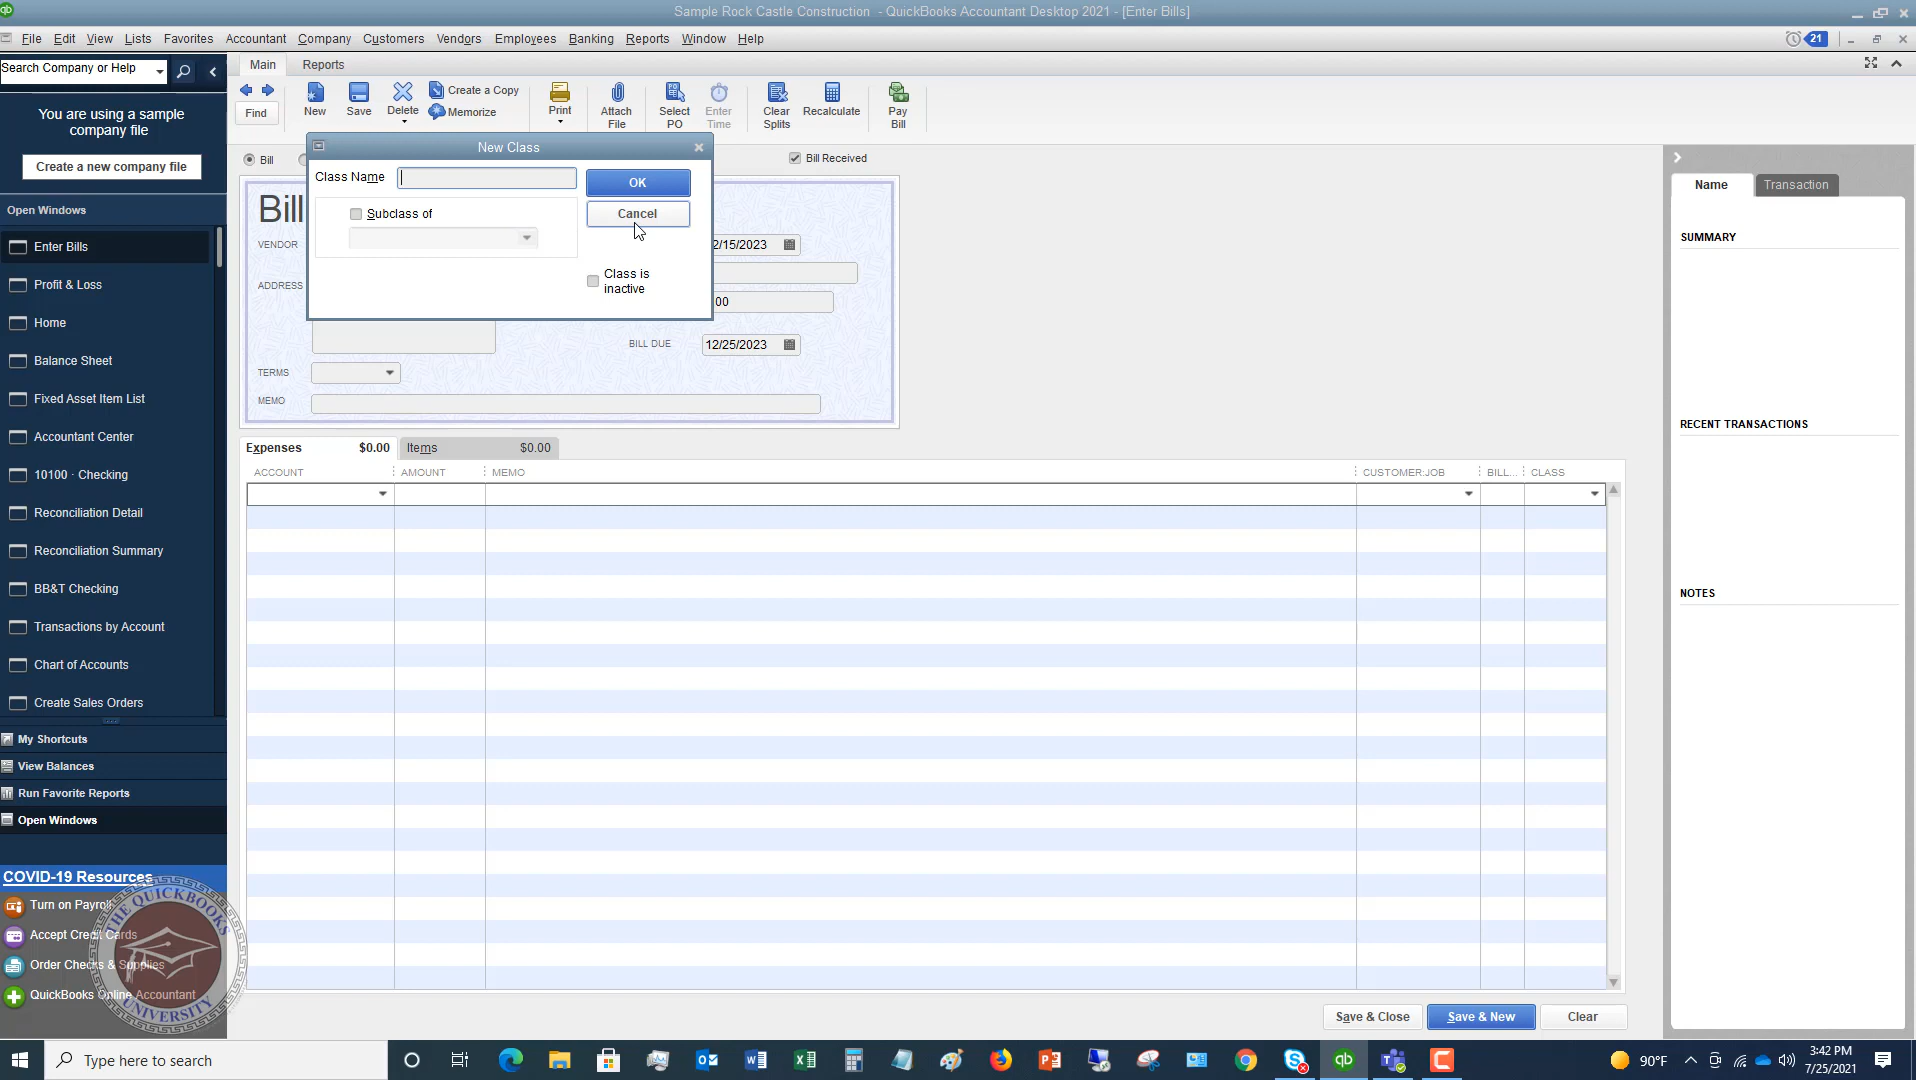 Sample Rock Castle Construction - QuickBooks Accountant Desktop 2021 - [Enter Bills]
File Edit View Lists Favorites Accountant Company Customers Vendors Employees Banking Reports Window Help
21
Search Company or Help
Main Reports
Find
New
Save
Delete
Create a Copy
Memorize
Print
Attach
File
Select
PO
Enter
Time
Clear
Splits
Recalculate
Pay
Bill
You are using a sample
company file
Create a new company file
Open Windows
Enter Bills
Profit & Loss
Home
Balance Sheet
Fixed Asset Item List
Accountant Center
10100 · Checking
Reconciliation Detail
Reconciliation Summary
BB&T Checking
Transactions by Account
Chart of Accounts
Create Sales Orders
My Shortcuts
View Balances
Run Favorite Reports
Open Windows
COVID-19 Resources
Turn on Payroll
Accept Credit Cards
Order Checks & Supplies
QuickBooks Online Accountant
THE QUICKBOOKS
UNIVERSITY
New Class
Class Name
OK
Subclass of
Cancel
Class is
inactive
Bill
Bill Received
Bill
VENDOR
2/15/2023
ADDRESS
00
BILL DUE 12/25/2023
TERMS
MEMO
Expenses $0.00 Items $0.00
ACCOUNT AMOUNT MEMO CUSTOMER:JOB BILL... CLASS
Save & Close Save & New Clear
Name Transaction
SUMMARY
RECENT TRANSACTIONS
NOTES
Type here to search
90°F
3:42 PM
7/25/2021